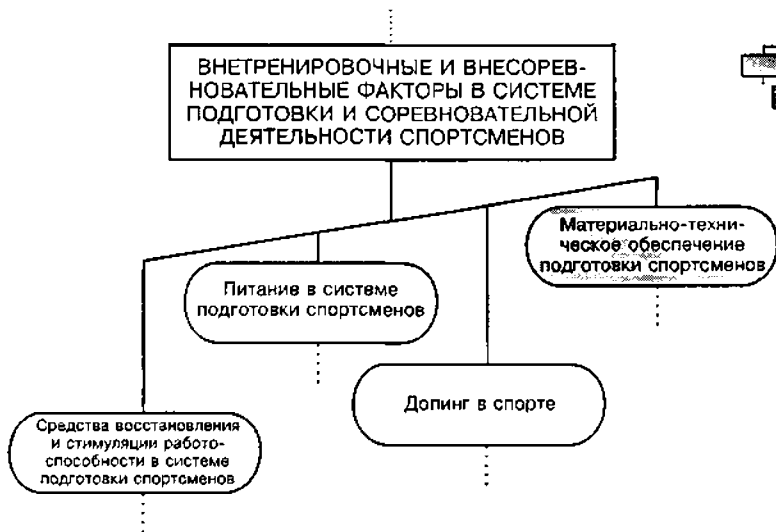 ВНЕТРЕНИРОВОЧНЫЕ И ВНЕСОРЕВ-
НОВАТЕЛЬНЫЕ ФАКТОРЫ В СИСТЕМЕ
ПОДГОТОВКИ И СОРЕВНОВАТЕЛЬНОЙ
ДЕЯТЕЛЬНОСТИ СПОРТСМЕНОВ
Материально-техни-
ческое обеспечение
подготовки спортсменов
Питание в системе
подготовки спортсменов
Допинг в спорте
Средства восстановления
и стимуляции работо-
способности в системе
подготовки спортсменов